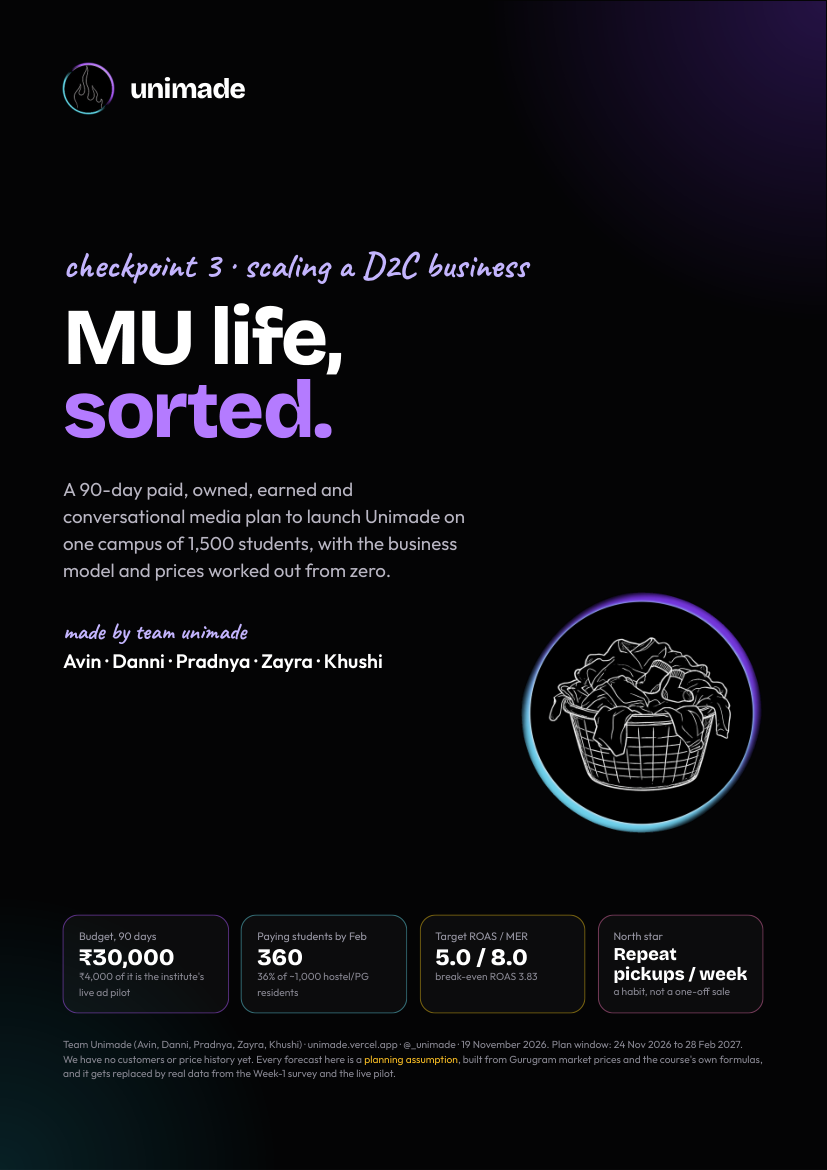 unimade
checkpoint 3 · scaling a D2C business
MU life,
sorted.
A 90-day paid, owned, earned and
conversational media plan to launch Unimade on
one campus of 1,500 students, with the business
model and prices worked out from zero.
made by team unimade
Avin · Danni · Pradnya · Zayra · Khushi
Budget, 90 days
₹30,000
₹4,000 of it is the institute's
live ad pilot
Paying students by Feb
360
36% of ~1,000 hostel/PG
residents
Target ROAS / MER
5.0 / 8.0
break-even ROAS 3.83
North star
Repeat
pickups / week
a habit, not a one-off sale
Team Unimade (Avin, Danni, Pradnya, Zayra, Khushi) · unimade.vercel.app · @_unimade · 19 November 2026. Plan window: 24 Nov 2026 to 28 Feb 2027.
We have no customers or price history yet. Every forecast here is a planning assumption, built from Gurugram market prices and the course's own formulas,
and it gets replaced by real data from the Week-1 survey and the live pilot.